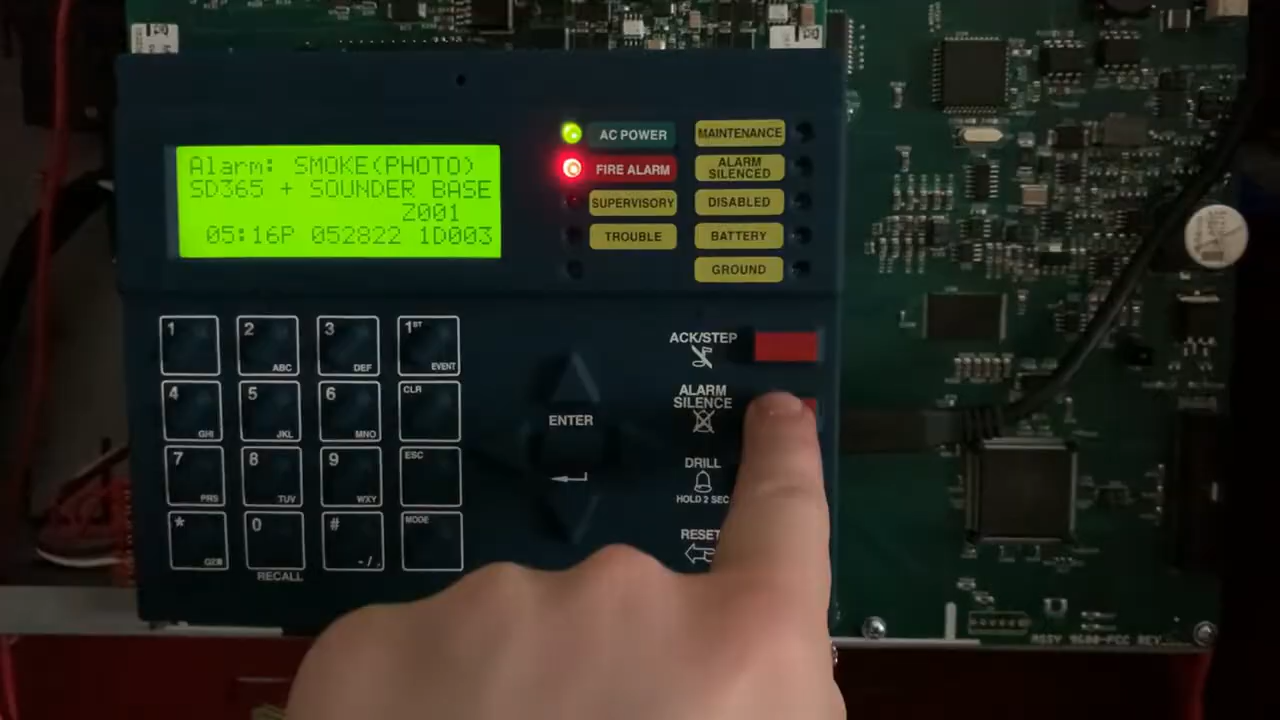 Alarm: SMOKE(PHOTO)
SD365 + SOUNDER BASE
Z001
05:16P 052822 1D003
AC POWER
FIRE ALARM
SUPERVISORY
TROUBLE
MAINTENANCE
ALARM
SILENCED
DISABLED
BATTERY
GROUND
1
2 ABC
3 DEF
1ST EVENT
4 GHI
5 JKL
6 MNO
CLR
7 PRS
8 TUV
9 WXY
ESC
* QZ
0
# - / .
MODE
RECALL
ENTER
ACK/STEP
ALARM
SILENCE
DRILL
HOLD 2 SEC
RESET
ASSY
REV